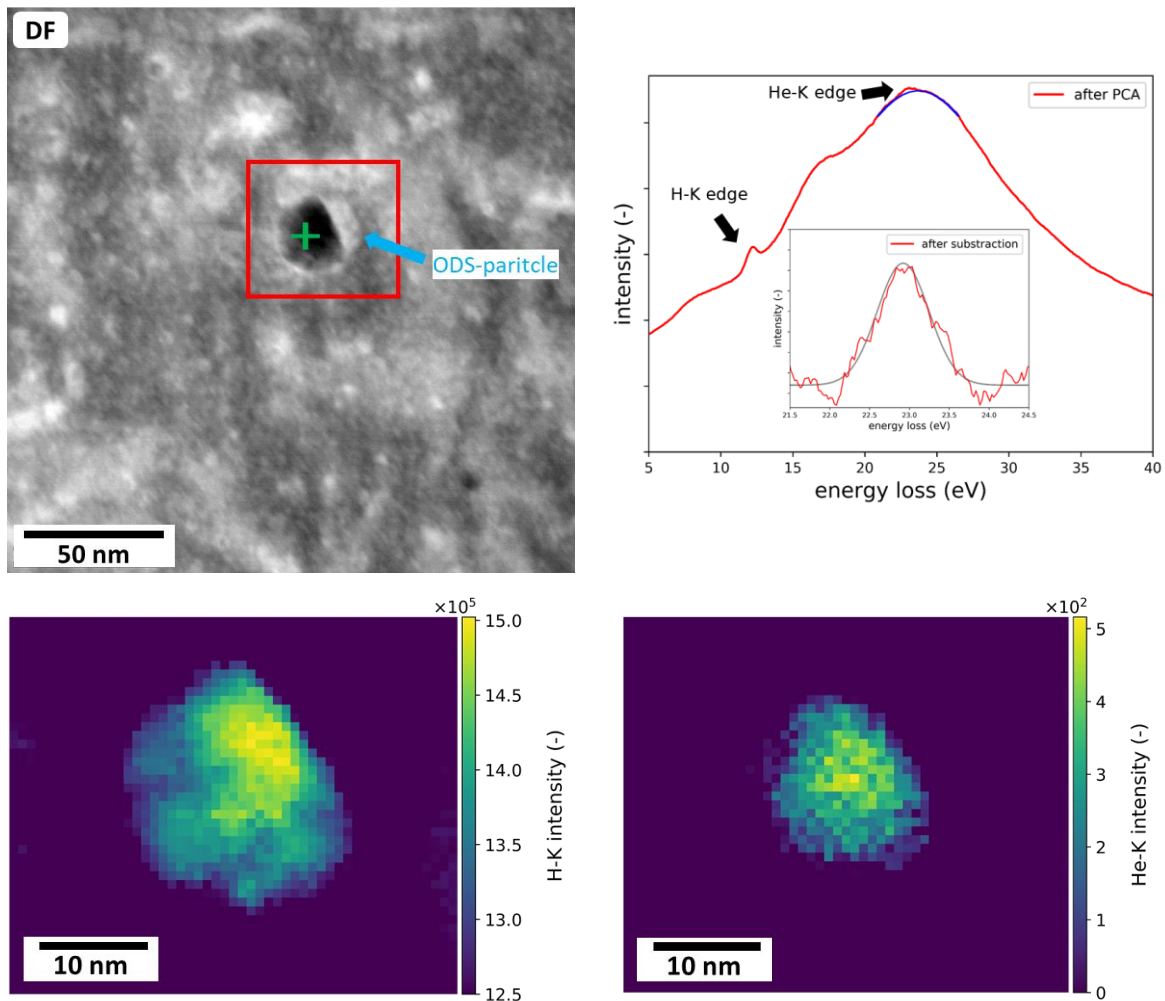 DF
ODS-paritcle
50 nm
He-K edge
after PCA
H-K edge
after substraction
intensity (-)
21.5 22.0 22.5 23.0 23.5 24.0 24.5
energy loss (eV)
intensity (-)
5 10 15 20 25 30 35 40
energy loss (eV)
×10⁵
15.0
14.5
14.0
13.5
13.0
12.5
H-K intensity (-)
10 nm
×10²
5
4
3
2
1
0
He-K intensity (-)
10 nm